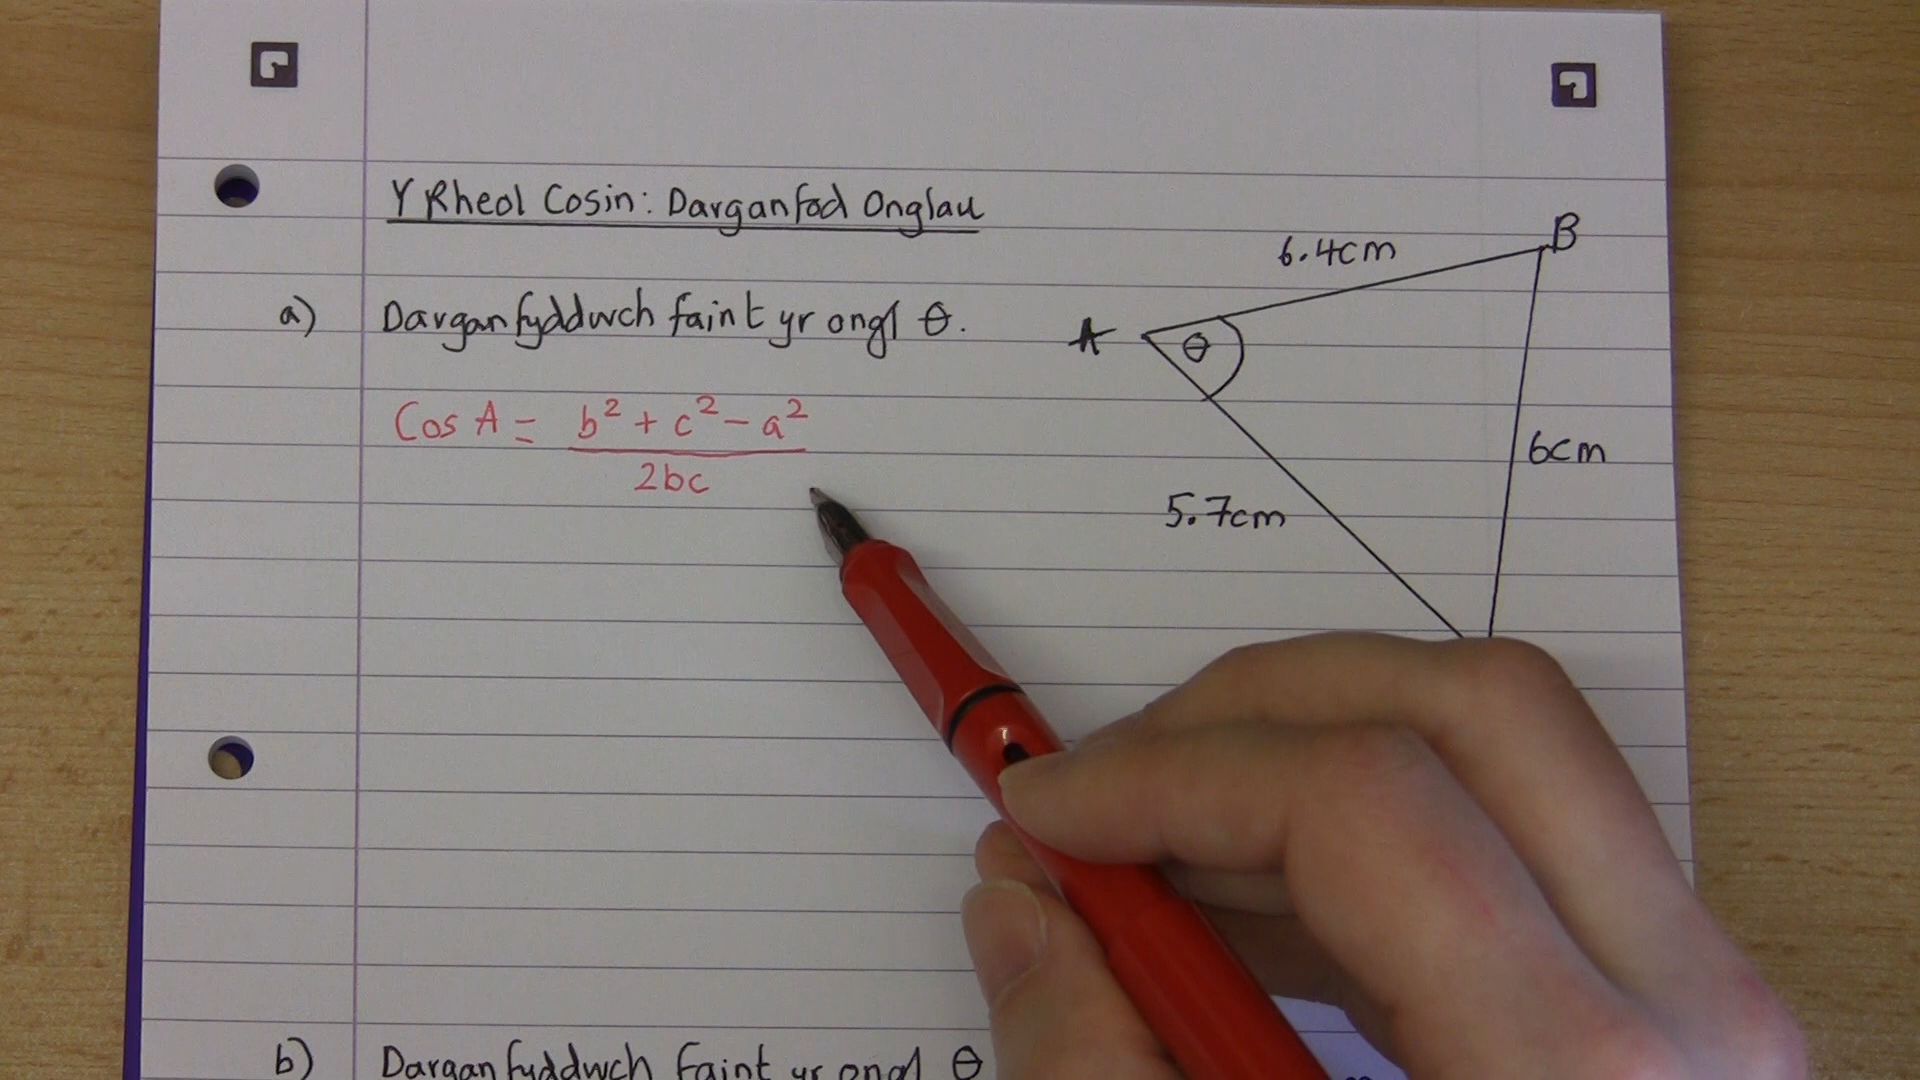 Y Rheol Cosin: Darganfod Onglau
a) Darganfyddwch faint yr ongl θ.
Cos A = b² + c² - a²
2bc
A
θ
B
6.4cm
6cm
5.7cm
b) Darganfyddwch faint yr ongl θ